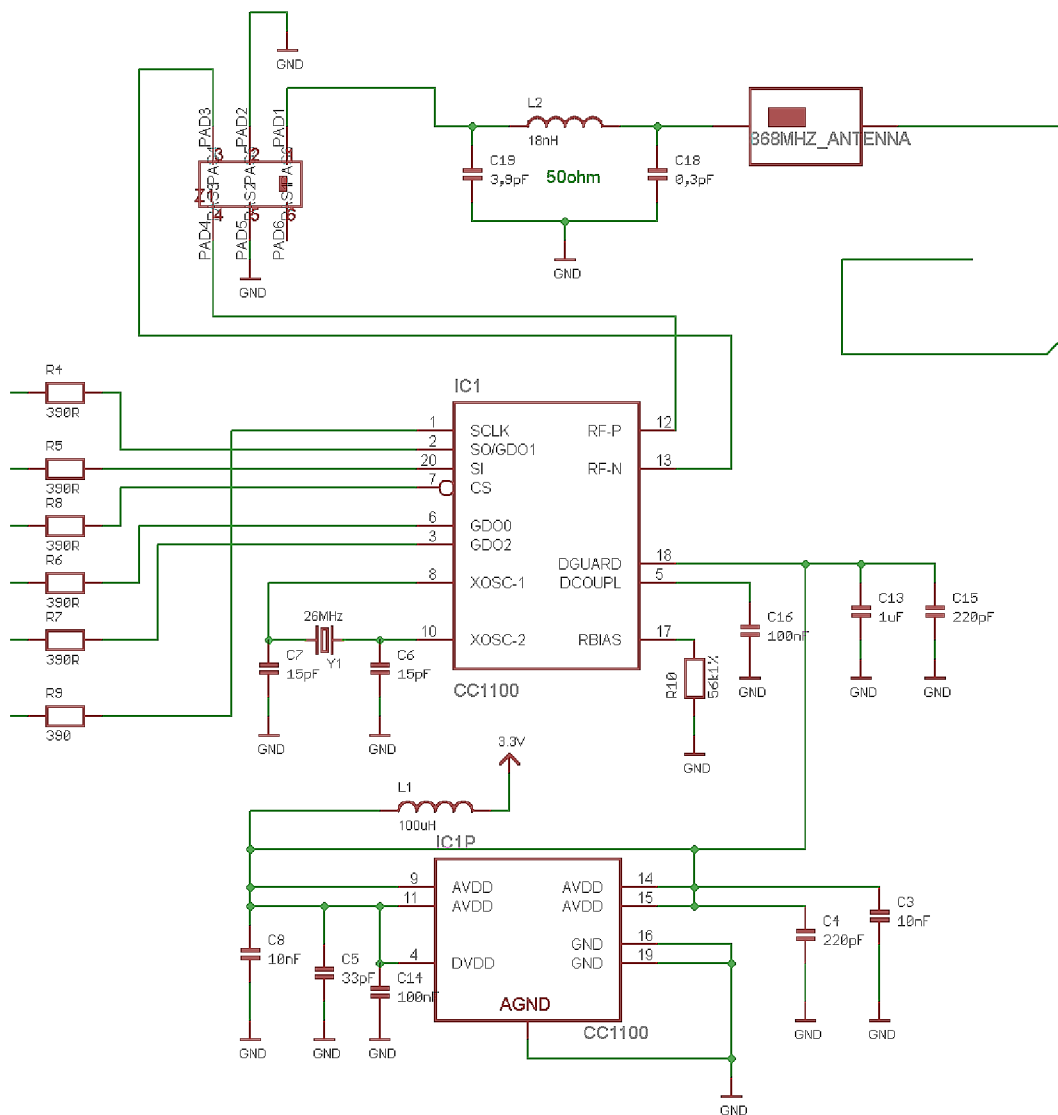 GND
PAD3
PAD2
PAD1
3
2
1
Z1
4
5
6
PAD4
PAD5
PAD6
GND
L2
18nH
C19
3,9pF
50ohm
C18
0,3pF
GND
868MHZ_ANTENNA
R4
390R
R5
390R
R8
390R
R6
390R
R7
390R
R9
390
IC1
1
SCLK
2
SO/GDO1
20
SI
7
CS
6
GDO0
3
GDO2
8
XOSC-1
10
XOSC-2
RF-P
12
RF-N
13
DGUARD
18
DCOUPL
5
RBIAS
17
CC1100
26MHz
Y1
C7
15pF
C6
15pF
GND
GND
R10
56k1%
GND
C16
100nF
GND
C13
1uF
GND
C15
220pF
GND
3.3V
L1
100uH
IC1P
9
AVDD
11
AVDD
4
DVDD
AVDD
14
AVDD
15
GND
16
GND
19
AGND
CC1100
C8
10nF
GND
C5
33pF
GND
C14
100nF
GND
C4
220pF
GND
C3
10nF
GND
GND